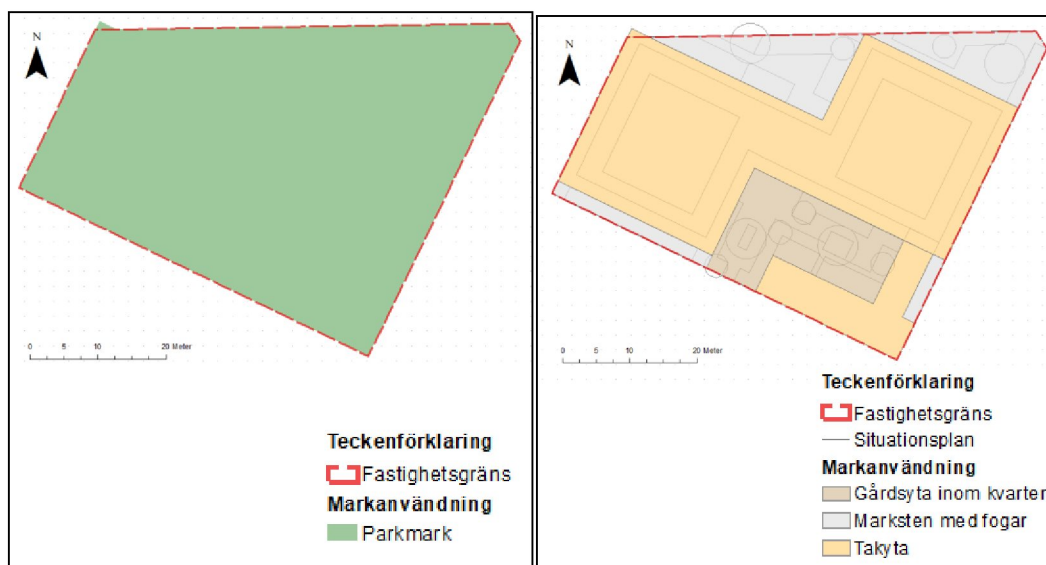 N
0 5 10 20 Meter
Teckenförklaring
Fastighetsgräns
Markanvändning
Parkmark
N
0 5 10 20 Meter
Teckenförklaring
Fastighetsgräns
Situationsplan
Markanvändning
Gårdsyta inom kvarter
Marksten med fogar
Takyta